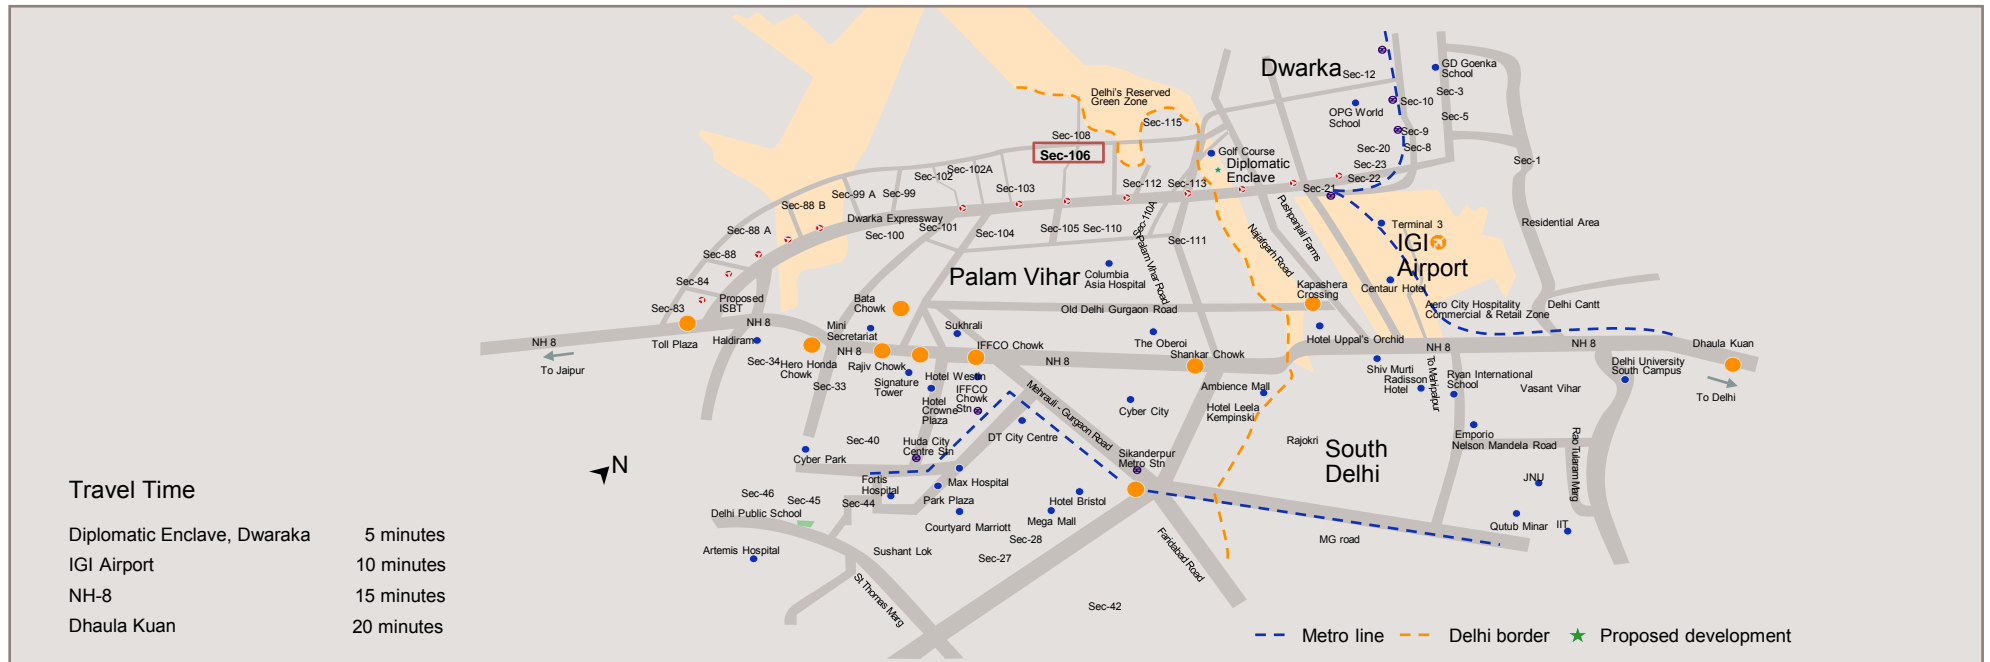 Dwarka
Sec-12
GD Goenka
School
Sec-3
Sec-10
OPG World
School
Sec-5
Sec-9
Sec-20
Sec-8
Sec-23
Sec-22
Sec-21
Sec-1
Delhi's Reserved
Green Zone
Sec-115
Sec-108
Sec-106
Golf Course
Diplomatic
Enclave
Sec-102
Sec-102A
Sec-103
Sec-112
Sec-113
Sec-99 A
Sec-99
Sec-88 B
Dwarka Expressway
Sec-88 A
Sec-100
Sec-101
Sec-104
Sec-105
Sec-110
Sec-110A
Sec-111
Palam Vihar Road
Najafgarh Road
Pushpanjali Farms
Terminal 3
IGI
Airport
Residential Area
Sec-88
Sec-84
Sec-83
Proposed
ISBT
Palam Vihar
Columbia
Asia Hospital
Kapashera
Crossing
Centaur Hotel
Aero City Hospitality
Commercial & Retail Zone
Delhi Cantt
Bata
Chowk
Old Delhi Gurgaon Road
NH 8
To Jaipur
Toll Plaza
NH 8
Haldiram
Mini
Secretariat
Sukhrali
IFFCO Chowk
The Oberoi
Shankar Chowk
Hotel Uppal's Orchid
NH 8
NH 8
NH 8
NH 8
Dhaula Kuan
To Delhi
Sec-34
Hero Honda
Chowk
Rajiv Chowk
Sec-33
Signature
Tower
Hotel Westin
IFFCO
Chowk
Stn
Hotel
Crowne
Plaza
Mehrauli - Gurgaon Road
Ambience Mall
Hotel Leela
Kempinski
Cyber City
Shiv Murti
Radisson
Hotel
To Mahipalpur
Ryan International
School
Vasant Vihar
Delhi University
South Campus
Emporio
Nelson Mandela Road
Rao Tularam Marg
Rajokri
South
Delhi
Sec-40
Huda City
Centre Stn
DT City Centre
Sikanderpur
Metro Stn
Cyber Park
N
Fortis
Hospital
Max Hospital
Park Plaza
Hotel Bristol
Mega Mall
Courtyard Marriott
Sec-46
Sec-45
Sec-44
Delhi Public School
Artemis Hospital
Sushant Lok
Sec-28
Sec-27
St Thomas Marg
Faridabad Road
Sec-42
MG road
JNU
Qutub Minar
IIT
Travel Time
Diplomatic Enclave, Dwaraka 5 minutes
IGI Airport 10 minutes
NH-8 15 minutes
Dhaula Kuan 20 minutes
Metro line
Delhi border
Proposed development